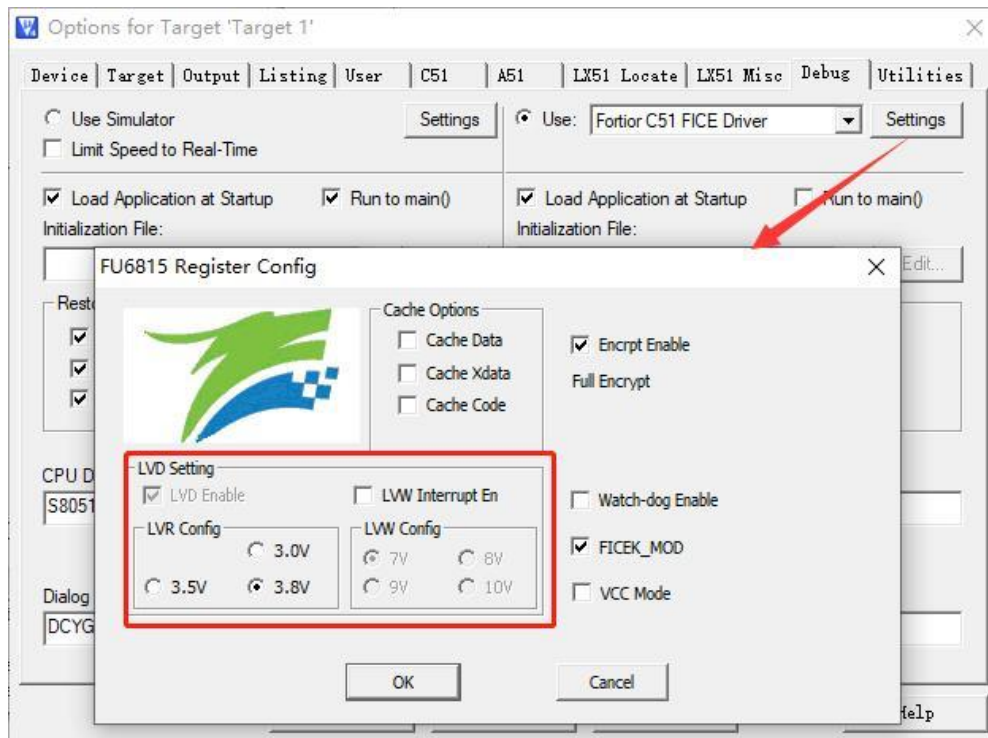 Options for Target 'Target 1'
Device Target Output Listing User C51 A51 LX51 Locate LX51 Misc Debug Utilities
Use Simulator Settings Use: Fortior C51 FICE Driver Settings
Limit Speed to Real-Time
Load Application at Startup Run to main() Load Application at Startup Run to main()
Initialization File: Initialization File:
Edit...
FU6815 Register Config
Cache Options
Cache Data
Cache Xdata
Cache Code
Encrpt Enable
Full Encrypt
LVD Setting
LVD Enable LVW Interrupt En
LVR Config LVW Config
3.0V 7V 8V
3.5V 3.8V 9V 10V
Watch-dog Enable
FICEK_MOD
VCC Mode
CPU D
S8051
Dialog
DCYG
OK Cancel